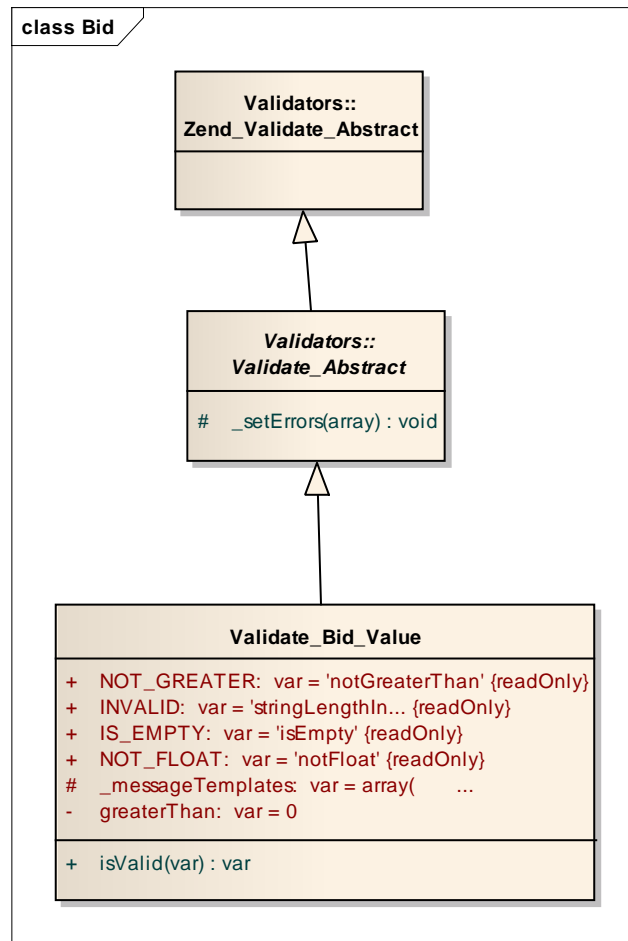 class Bid
Validators::
Zend_Validate_Abstract
Validators::
Validate_Abstract
# _setErrors(array) : void
Validate_Bid_Value
+ NOT_GREATER: var = 'notGreaterThan' {readOnly}
+ INVALID: var = 'stringLengthIn... {readOnly}
+ IS_EMPTY: var = 'isEmpty' {readOnly}
+ NOT_FLOAT: var = 'notFloat' {readOnly}
# _messageTemplates: var = array( ...
- greaterThan: var = 0
+ isValid(var) : var